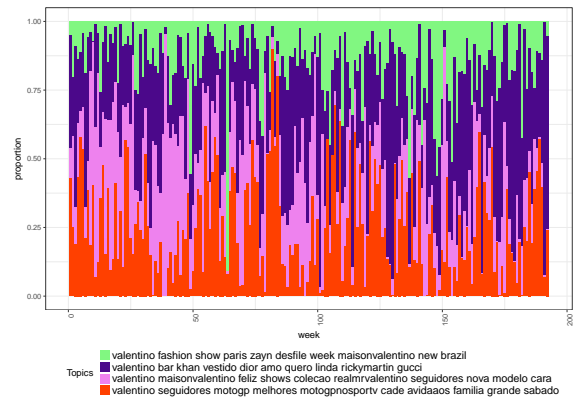 1.00
0.75
0.50
0.25
0.00
proportion
0 50 100 150 200
week
Topics
valentino fashion show paris zayn desfile week maisonvalentino new brazil
valentino bar khan vestido dior amo quero linda rickymartin gucci
valentino maisonvalentino feliz shows colecao realmrvalentino seguidores nova modelo cara
valentino seguidores motogp melhores motogpnosportv cade avidaaos familia grande sabado